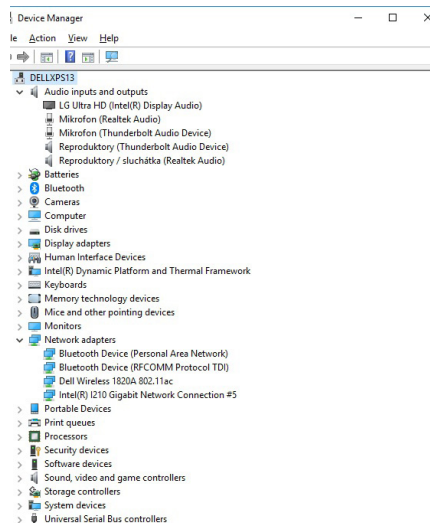 Device Manager
le Action View Help
DELLXPS13
Audio inputs and outputs
LG Ultra HD (Intel(R) Display Audio)
Mikrofon (Realtek Audio)
Mikrofon (Thunderbolt Audio Device)
Reproduktory (Thunderbolt Audio Device)
Reproduktory / sluchátka (Realtek Audio)
Batteries
Bluetooth
Cameras
Computer
Disk drives
Display adapters
Human Interface Devices
Intel(R) Dynamic Platform and Thermal Framework
Keyboards
Memory technology devices
Mice and other pointing devices
Monitors
Network adapters
Bluetooth Device (Personal Area Network)
Bluetooth Device (RFCOMM Protocol TDI)
Dell Wireless 1820A 802.11ac
Intel(R) I210 Gigabit Network Connection #5
Portable Devices
Print queues
Processors
Security devices
Software devices
Sound, video and game controllers
Storage controllers
System devices
Universal Serial Bus controllers